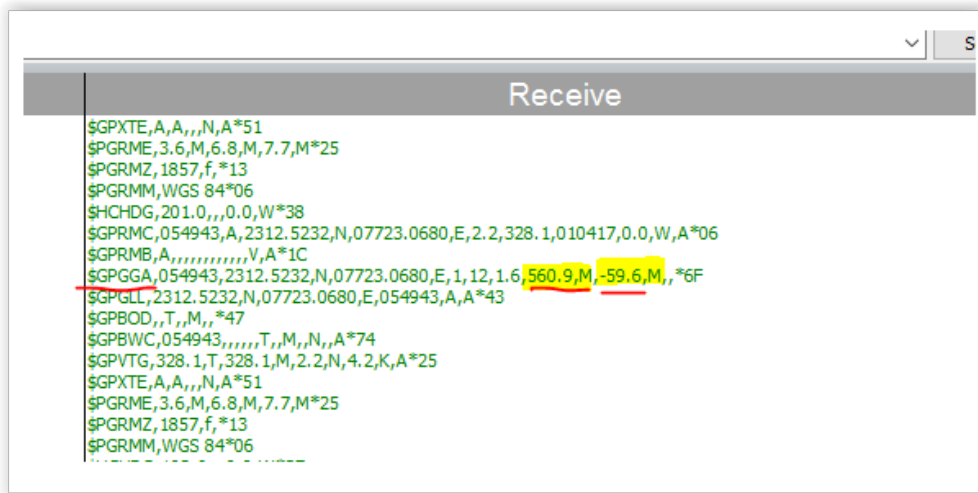 S
Receive
$GPXTE,A,A,,,N,A*51
$PGRME,3.6,M,6.8,M,7.7,M*25
$PGRMZ,1857,f,*13
$PGRMM,WGS 84*06
$HCHDG,201.0,,,0.0,W*38
$GPRMC,054943,A,2312.5232,N,07723.0680,E,2.2,328.1,010417,0.0,W,A*06
$GPRMB,A,,,,,,,,,,,,V,A*1C
$GPGGA,054943,2312.5232,N,07723.0680,E,1,12,1.6,560.9,M,-59.6,M,,*6F
$GPGLL,2312.5232,N,07723.0680,E,054943,A,A*43
$GPBOD,,T,,M,,*47
$GPBWC,054943,,,,,,T,,M,,N,,A*74
$GPVTG,328.1,T,328.1,M,2.2,N,4.2,K,A*25
$GPXTE,A,A,,,N,A*51
$PGRME,3.6,M,6.8,M,7.7,M*25
$PGRMZ,1857,f,*13
$PGRMM,WGS 84*06